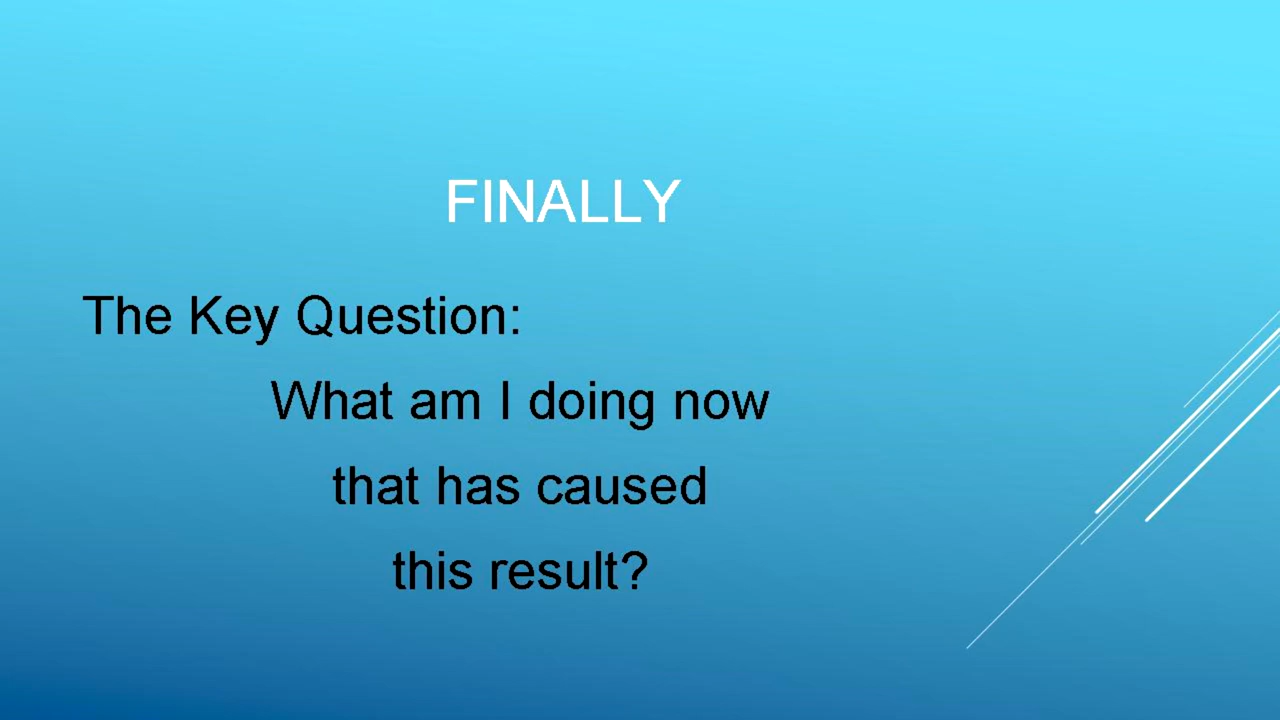 FINALLY
The Key Question:
What am I doing now
that has caused
this result?